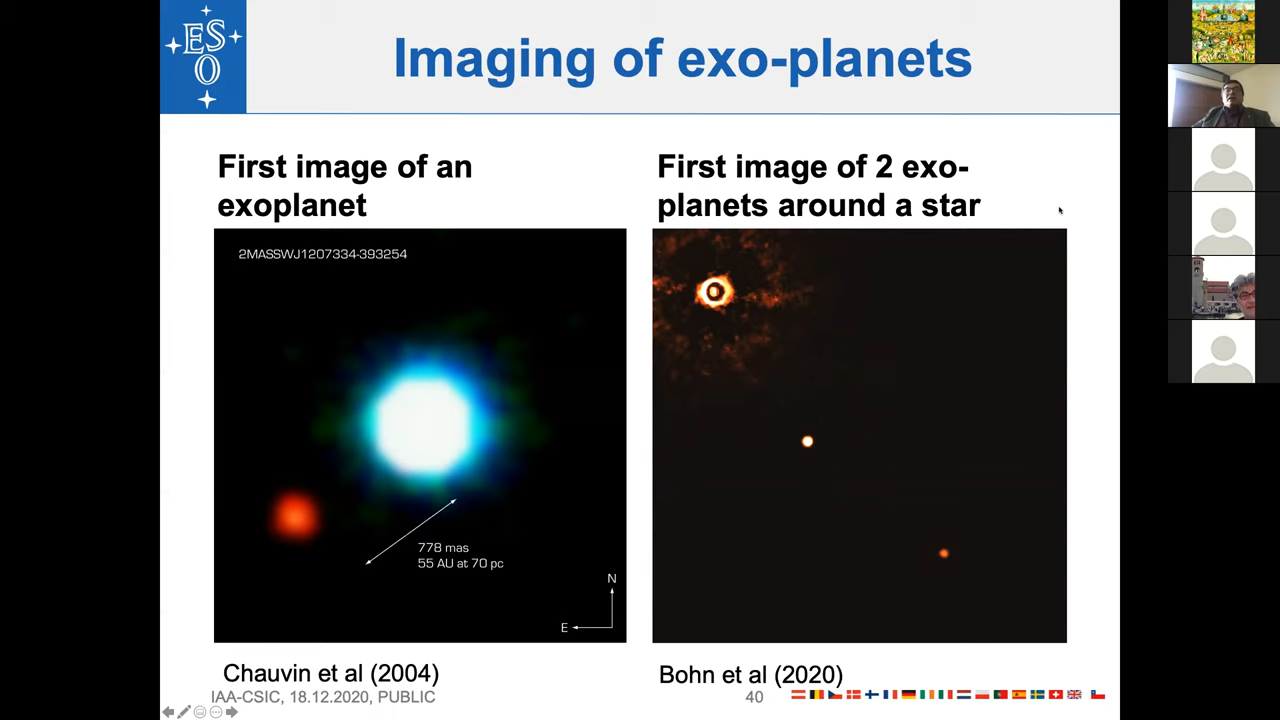 ES
O
Imaging of exo-planets
First image of an
exoplanet
First image of 2 exo-
planets around a star
2MASSWJ1207334-393254
778 mas
55 AU at 70 pc
N
E
Chauvin et al (2004)
Bohn et al (2020)
IAA-CSIC, 18.12.2020, PUBLIC
40